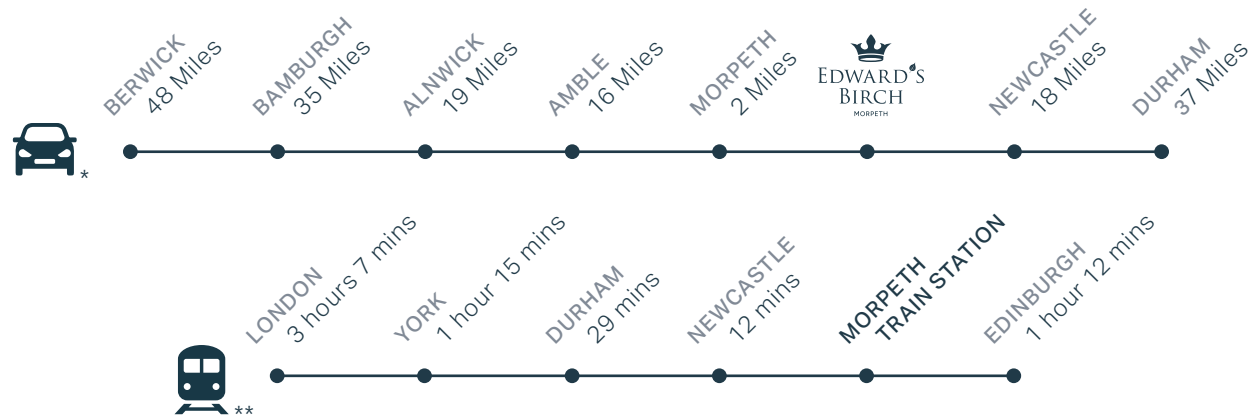 BERWICK
48 Miles
BAMBURGH
35 Miles
ALNWICK
19 Miles
AMBLE
16 Miles
MORPETH
2 Miles
EDWARD'S
BIRCH
MORPETH
NEWCASTLE
18 Miles
DURHAM
37 Miles
*
LONDON
3 hours 7 mins
YORK
1 hour 15 mins
DURHAM
29 mins
NEWCASTLE
12 mins
MORPETH
TRAIN STATION
EDINBURGH
1 hour 12 mins
**